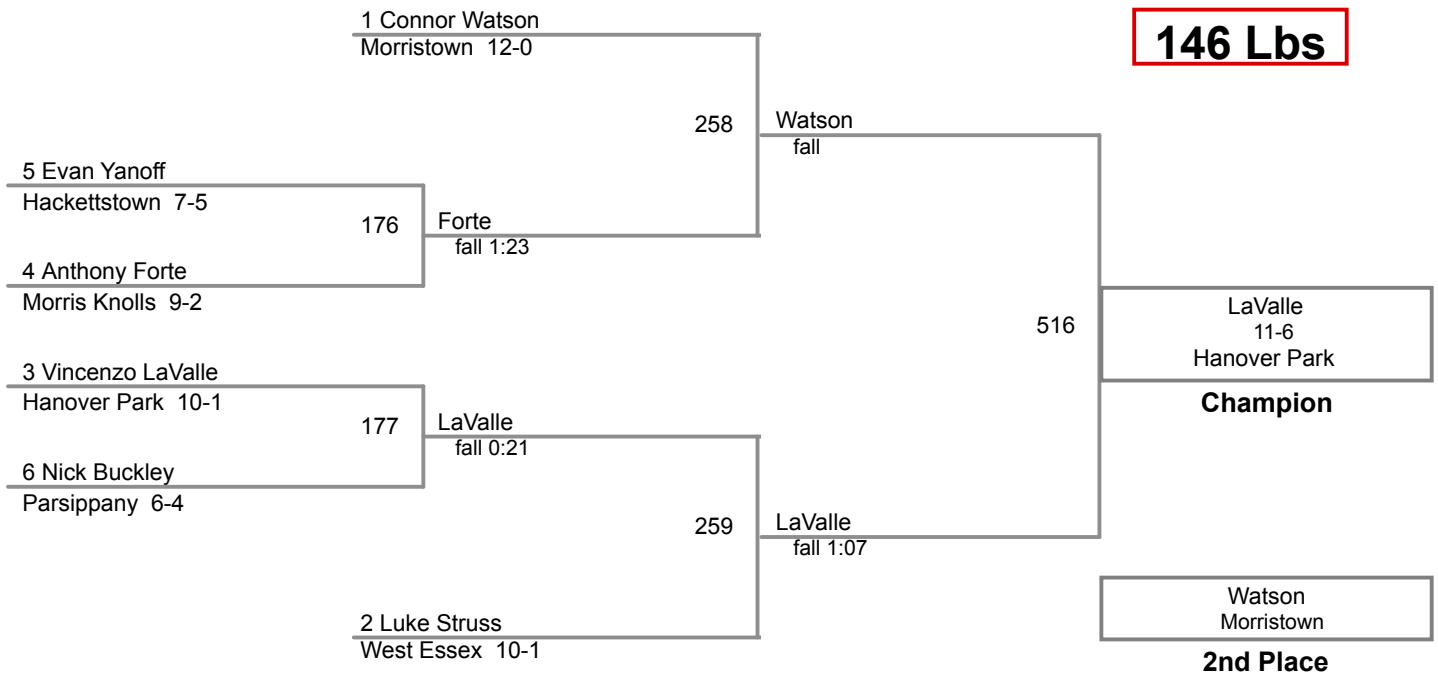 1 Connor Watson
Morristown 12-0
146 Lbs
258
Watson
fall
5 Evan Yanoff
Hackettstown 7-5
176
Forte
fall 1:23
4 Anthony Forte
Morris Knolls 9-2
516
LaValle
11-6
Hanover Park
Champion
3 Vincenzo LaValle
Hanover Park 10-1
177
LaValle
fall 0:21
6 Nick Buckley
Parsippany 6-4
259
LaValle
fall 1:07
2 Luke Struss
West Essex 10-1
Watson
Morristown
2nd Place